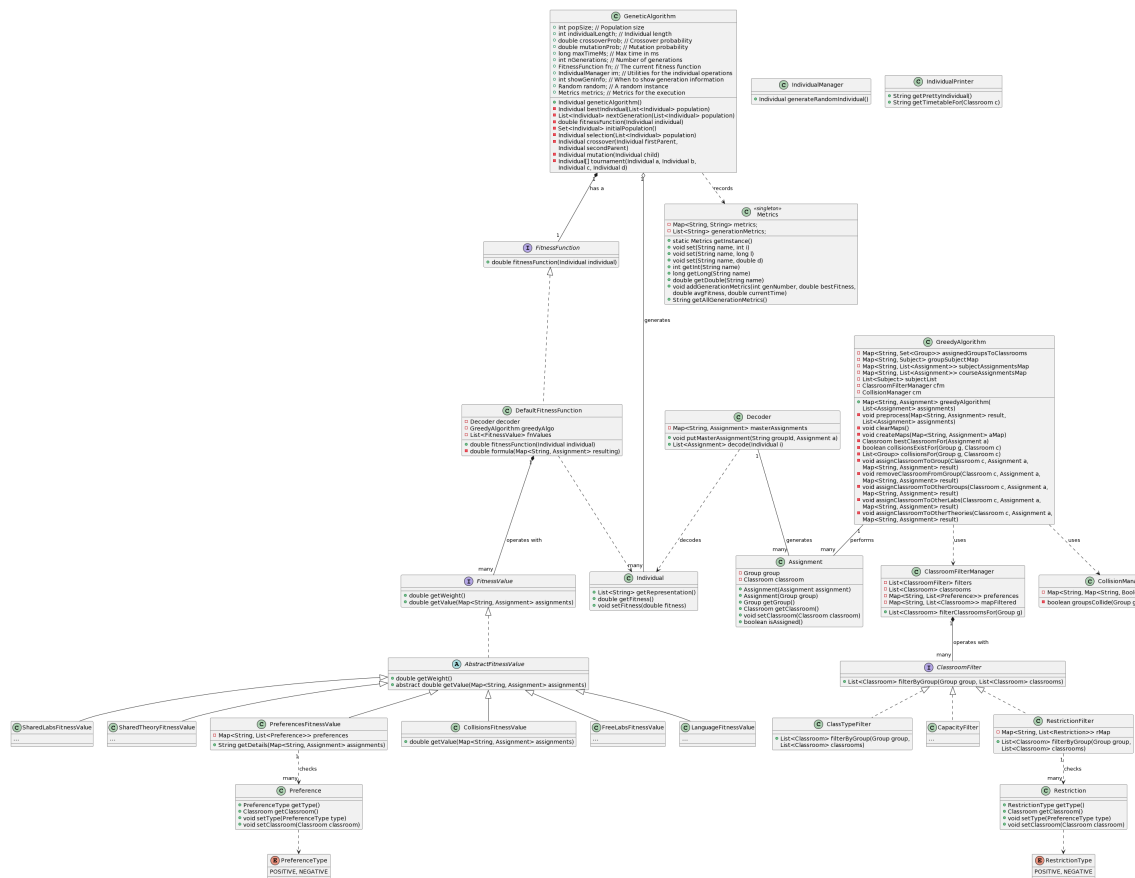 GeneticAlgorithm
int popSize; // Population size
int individualLength; // Individual length
double crossoverProb; // Crossover probability
double mutationProb; // Mutation probability
long maxTimeMs; // Max time in ms
int nGenerations; // Number of generations
FitnessFunction fn; // The current fitness function
IndividualManager im; // Utilities for the individual operations
int showGenInfo; // When to show generation information
Random random; // A random instance
Metrics metrics; // Metrics for the execution
Individual geneticAlgorithm()
Individual bestIndividual(List<Individual> population)
List<Individual> nextGeneration(List<Individual> population)
double fitnessFunction(Individual individual)
Set<Individual> initialPopulation()
Individual selection(List<Individual> population)
Individual crossover(Individual firstParent,
Individual secondParent)
Individual mutation(Individual child)
Individual[] tournament(Individual a, Individual b,
Individual c, Individual d)
IndividualManager
Individual generateRandomIndividual()
IndividualPrinter
String getPrettyIndividual()
String getTimetableFor(Classroom c)
1
has a
1
1
records
«singleton»
Metrics
Map<String, String> metrics;
List<String> generationMetrics;
static Metrics getInstance()
void set(String name, int i)
void set(String name, long l)
void set(String name, double d)
int getInt(String name)
long getLong(String name)
double getDouble(String name)
void addGenerationMetrics(int genNumber, double bestFitness,
double avgFitness, double currentTime)
String getAllGenerationMetrics()
FitnessFunction
double fitnessFunction(Individual individual)
generates
GreedyAlgorithm
Map<String, Set<Group>> assignedGroupsToClassrooms
Map<String, Subject> groupSubjectMap
Map<String, List<Assignment>> subjectAssignmentsMap
Map<String, List<Assignment>> courseAssignmentsMap
List<Subject> subjectList
ClassroomFilterManager cfm
CollisionManager cm
Map<String, Assignment> greedyAlgorithm(
List<Assignment> assignments)
void preprocess(Map<String, Assignment> result,
List<Assignment> assignments)
void clearMaps()
void createMaps(Map<String, Assignment> aMap)
Classroom bestClassroomFor(Assignment a)
boolean collisionsExistFor(Group g, Classroom c)
List<Group> collisionsFor(Group g, Classroom c)
void assignClassroomToGroup(Classroom c, Assignment a,
Map<String, Assignment> result)
void removeClassroomFromGroup(Classroom c, Assignment a,
Map<String, Assignment> result)
void assignClassroomToOtherGroups(Classroom c, Assignment a,
Map<String, Assignment> result)
void assignClassroomToOtherLabs(Classroom c, Assignment a,
Map<String, Assignment> result)
void assignClassroomToOtherTheories(Classroom c, Assignment a,
Map<String, Assignment> result)
DefaultFitnessFunction
Decoder decoder
GreedyAlgorithm greedyAlgo
List<FitnessValue> fnValues
double fitnessFunction(Individual individual)
double formula(Map<String, Assignment> resulting)
Decoder
Map<String, Assignment> masterAssignments
void putMasterAssignment(String groupId, Assignment a)
List<Assignment> decode(Individual i)
1
1
1
operates with
decodes
generates
performs
uses
uses
many
many
many
many
FitnessValue
double getWeight()
double getValue(Map<String, Assignment> assignments)
Individual
List<String> getRepresentation()
double getFitness()
void setFitness(double fitness)
Assignment
Group group
Classroom classroom
Assignment(Assignment assignment)
Assignment(Group group)
Group getGroup()
Classroom getClassroom()
void setClassroom(Classroom classroom)
boolean isAssigned()
ClassroomFilterManager
List<ClassroomFilter> filters
List<Classroom> classrooms
Map<String, List<Preference>> preferences
Map<String, List<Classroom>> mapFiltered
List<Classroom> filterClassroomsFor(Group g)
CollisionMana
Map<String, Map<String, Bool
boolean groupsCollide(Group g
1
operates with
many
AbstractFitnessValue
double getWeight()
abstract double getValue(Map<String, Assignment> assignments)
ClassroomFilter
List<Classroom> filterByGroup(Group group, List<Classroom> classrooms)
SharedLabsFitnessValue
...
SharedTheoryFitnessValue
...
PreferencesFitnessValue
Map<String, List<Preference>> preferences
String getDetails(Map<String, Assignment> assignments)
CollisionsFitnessValue
double getValue(Map<String, Assignment> assignments)
FreeLabsFitnessValue
...
LanguageFitnessValue
...
ClassTypeFilter
List<Classroom> filterByGroup(Group group,
List<Classroom> classrooms)
CapacityFilter
...
RestrictionFilter
Map<String, List<Restriction>> rMap
List<Classroom> filterByGroup(Group group,
List<Classroom> classrooms)
1
checks
many
1
checks
many
Preference
PreferenceType getType()
Classroom getClassroom()
void setType(PreferenceType type)
void setClassroom(Classroom classroom)
Restriction
RestrictionType getType()
Classroom getClassroom()
void setType(PreferenceType type)
void setClassroom(Classroom classroom)
PreferenceType
POSITIVE, NEGATIVE
RestrictionType
POSITIVE, NEGATIVE